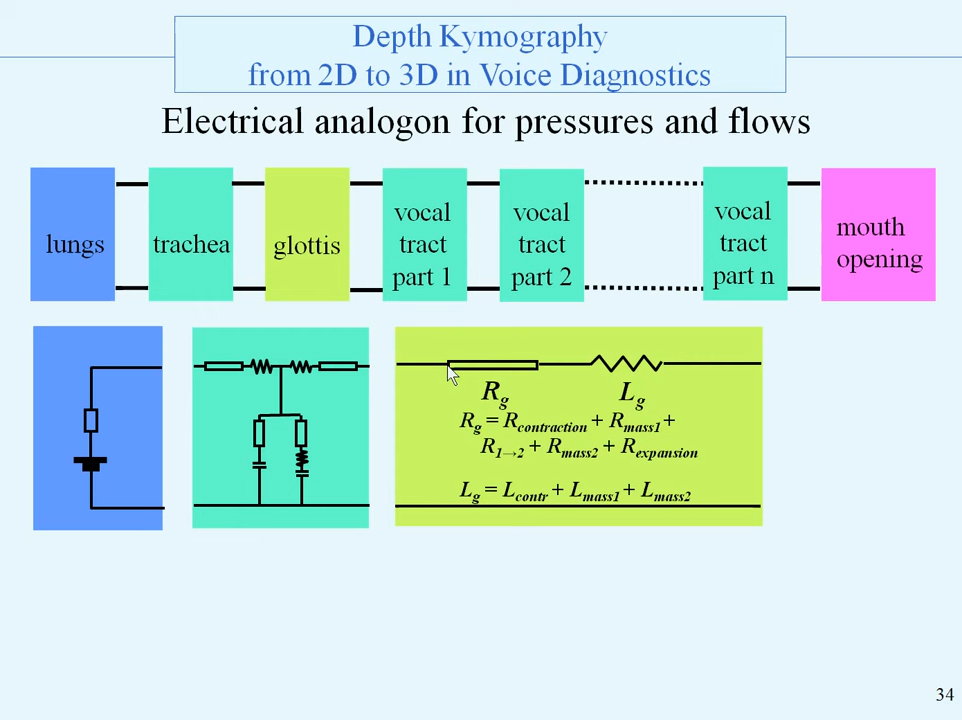 Depth Kymography
from 2D to 3D in Voice Diagnostics
Electrical analogon for pressures and flows
lungs
trachea
glottis
vocal
tract
part 1
vocal
tract
part 2
vocal
tract
part n
mouth
opening
Rg
Lg
Rg = Rcontraction + Rmass1 +
R1→2 + Rmass2 + Rexpansion
Lg = Lcontr + Lmass1 + Lmass2
34